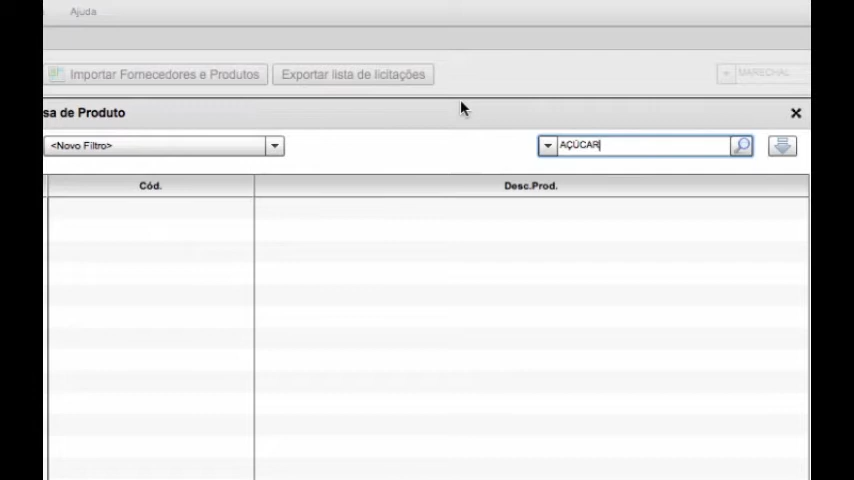 Ajuda
Importar Fornecedores e Produtos
Exportar lista de licitações
MARECHAL
sa de Produto
<Novo Filtro>
AÇÚCAR
Cód.
Desc.Prod.